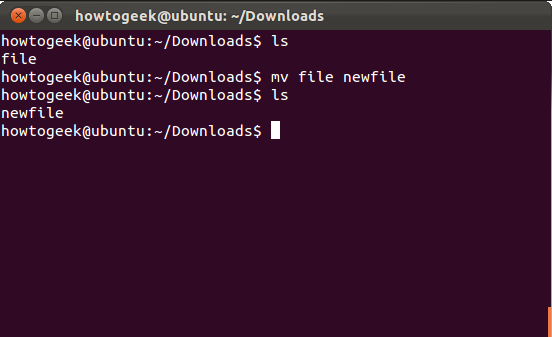 howtogeek@ubuntu: ~/Downloads
howtogeek@ubuntu:~/Downloads$ ls
file
howtogeek@ubuntu:~/Downloads$ mv file newfile
howtogeek@ubuntu:~/Downloads$ ls
newfile
howtogeek@ubuntu:~/Downloads$